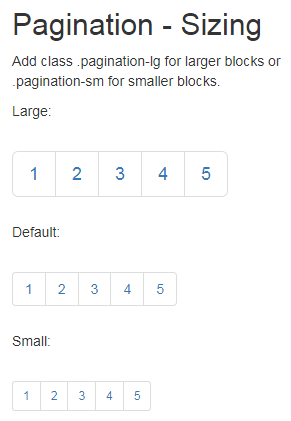 Pagination - Sizing
Add class .pagination-lg for larger blocks or
.pagination-sm for smaller blocks.
Large:
1 2 3 4 5
Default:
1 2 3 4 5
Small:
1 2 3 4 5